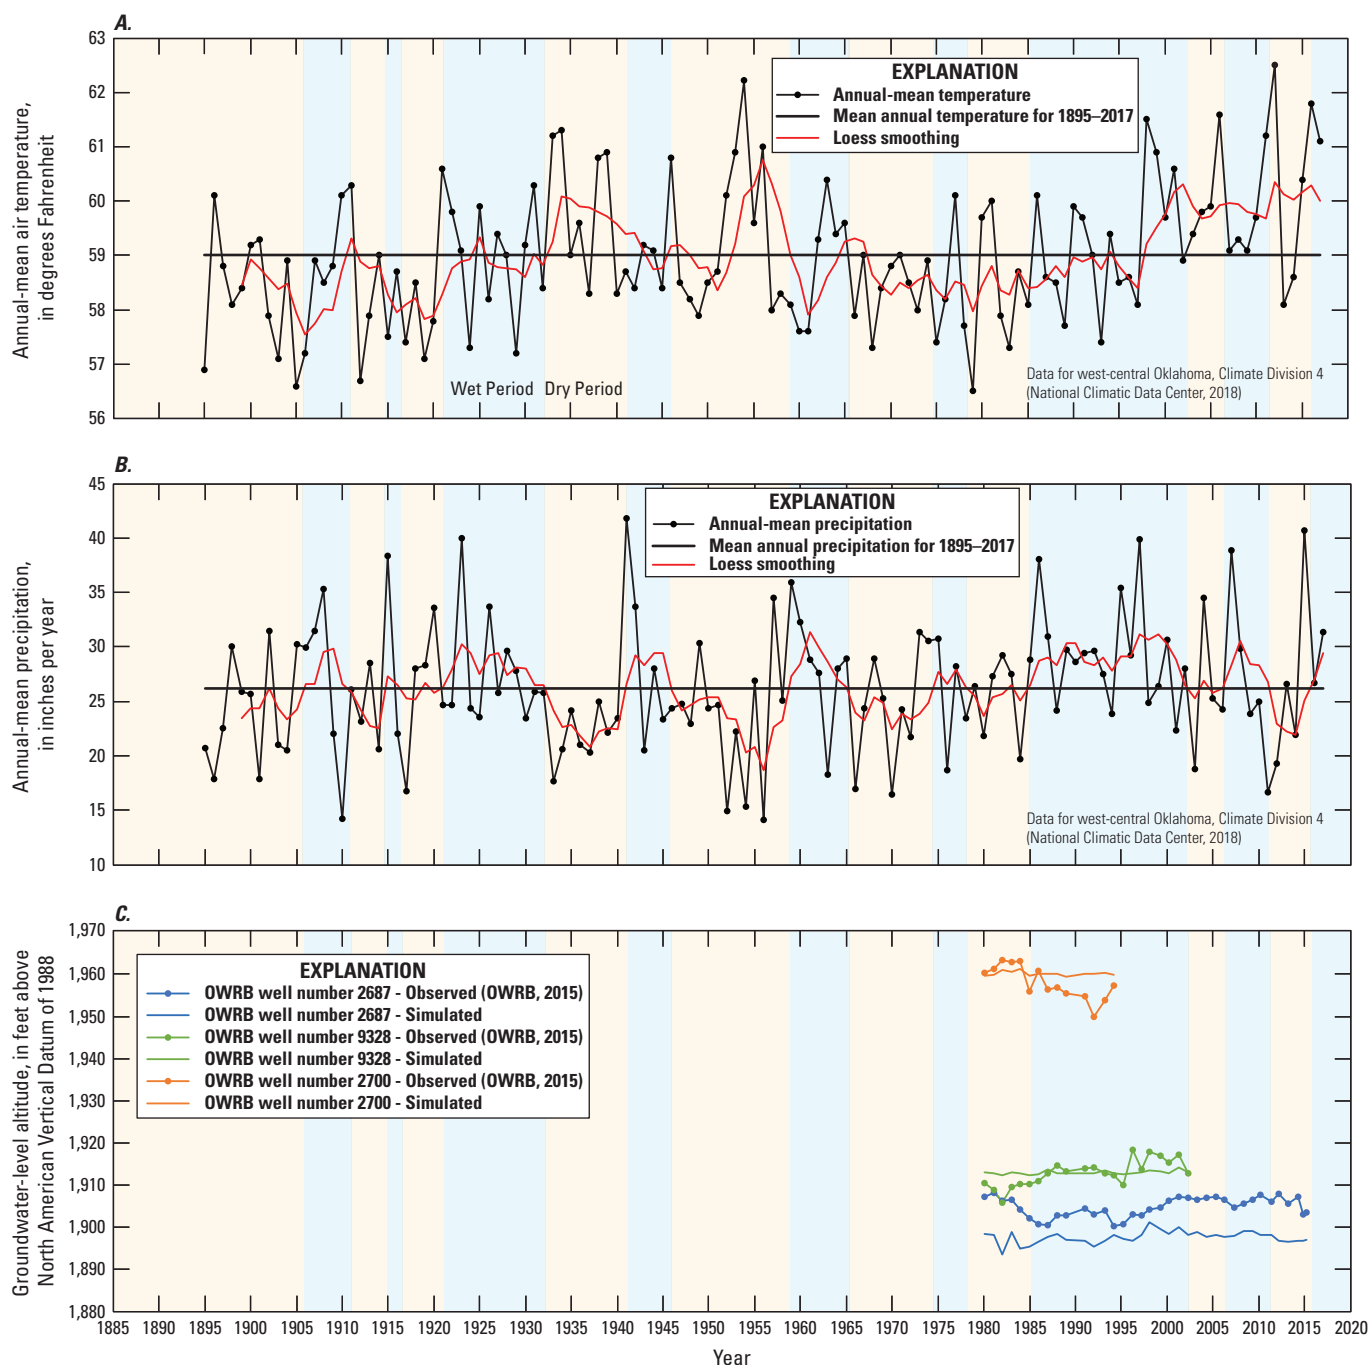 A.
63
62
61
60
59
58
57
56
Annual-mean air temperature,
in degrees Fahrenheit
EXPLANATION
Annual-mean temperature
Mean annual temperature for 1895–2017
Loess smoothing
Wet Period Dry Period
Data for west-central Oklahoma, Climate Division 4
(National Climatic Data Center, 2018)
B.
45
40
35
30
25
20
15
10
Annual-mean precipitation,
in inches per year
EXPLANATION
Annual-mean precipitation
Mean annual precipitation for 1895–2017
Loess smoothing
Data for west-central Oklahoma, Climate Division 4
(National Climatic Data Center, 2018)
C.
1,970
1,960
1,950
1,940
1,930
1,920
1,910
1,900
1,890
1,880
Groundwater-level altitude, in feet above
North American Vertical Datum of 1988
EXPLANATION
OWRB well number 2687 - Observed (OWRB, 2015)
OWRB well number 2687 - Simulated
OWRB well number 9328 - Observed (OWRB, 2015)
OWRB well number 9328 - Simulated
OWRB well number 2700 - Observed (OWRB, 2015)
OWRB well number 2700 - Simulated
1885 1890 1895 1900 1905 1910 1915 1920 1925 1930 1935 1940 1945 1950 1955 1960 1965 1970 1975 1980 1985 1990 1995 2000 2005 2010 2015 2020
Year